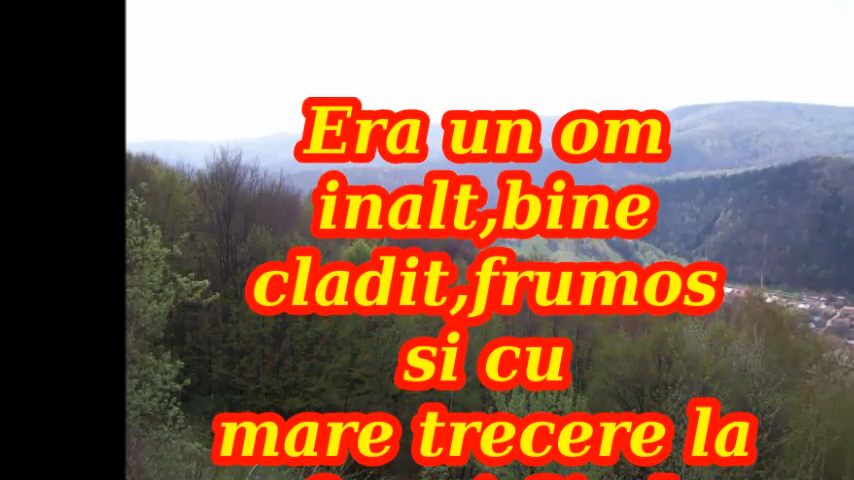 Era un om
inalt,bine
cladit,frumos
si cu
mare trecere la